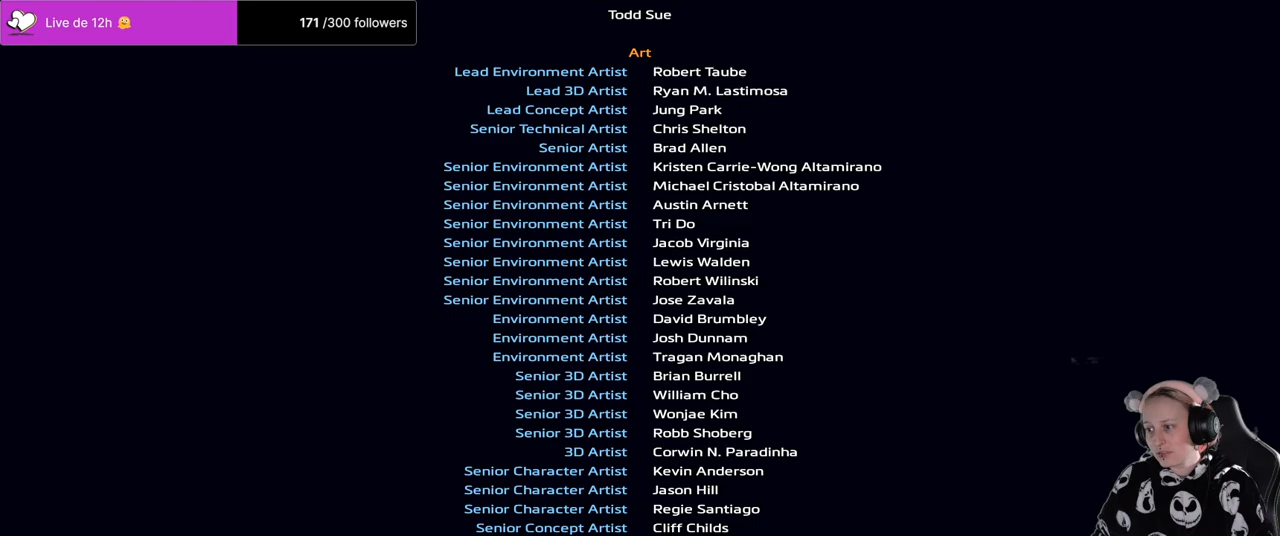 Live de 12h
171 /300 followers
Todd Sue
Art
Lead Environment Artist Robert Taube
Lead 3D Artist Ryan M. Lastimosa
Lead Concept Artist Jung Park
Senior Technical Artist Chris Shelton
Senior Artist Brad Allen
Senior Environment Artist Kristen Carrie-Wong Altamirano
Senior Environment Artist Michael Cristobal Altamirano
Senior Environment Artist Austin Arnett
Senior Environment Artist Tri Do
Senior Environment Artist Jacob Virginia
Senior Environment Artist Lewis Walden
Senior Environment Artist Robert Wilinski
Senior Environment Artist Jose Zavala
Environment Artist David Brumbley
Environment Artist Josh Dunnam
Environment Artist Tragan Monaghan
Senior 3D Artist Brian Burrell
Senior 3D Artist William Cho
Senior 3D Artist Wonjae Kim
Senior 3D Artist Robb Shoberg
3D Artist Corwin N. Paradinha
Senior Character Artist Kevin Anderson
Senior Character Artist Jason Hill
Senior Character Artist Regie Santiago
Senior Concept Artist Cliff Childs